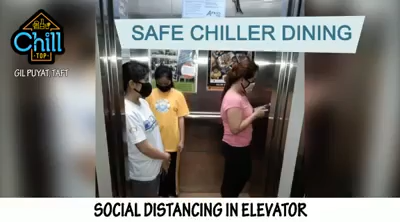 SAFE CHILLER DINING
Chill
TOP
GIL PUYAT TAFT
SOCIAL DISTANCING IN ELEVATOR